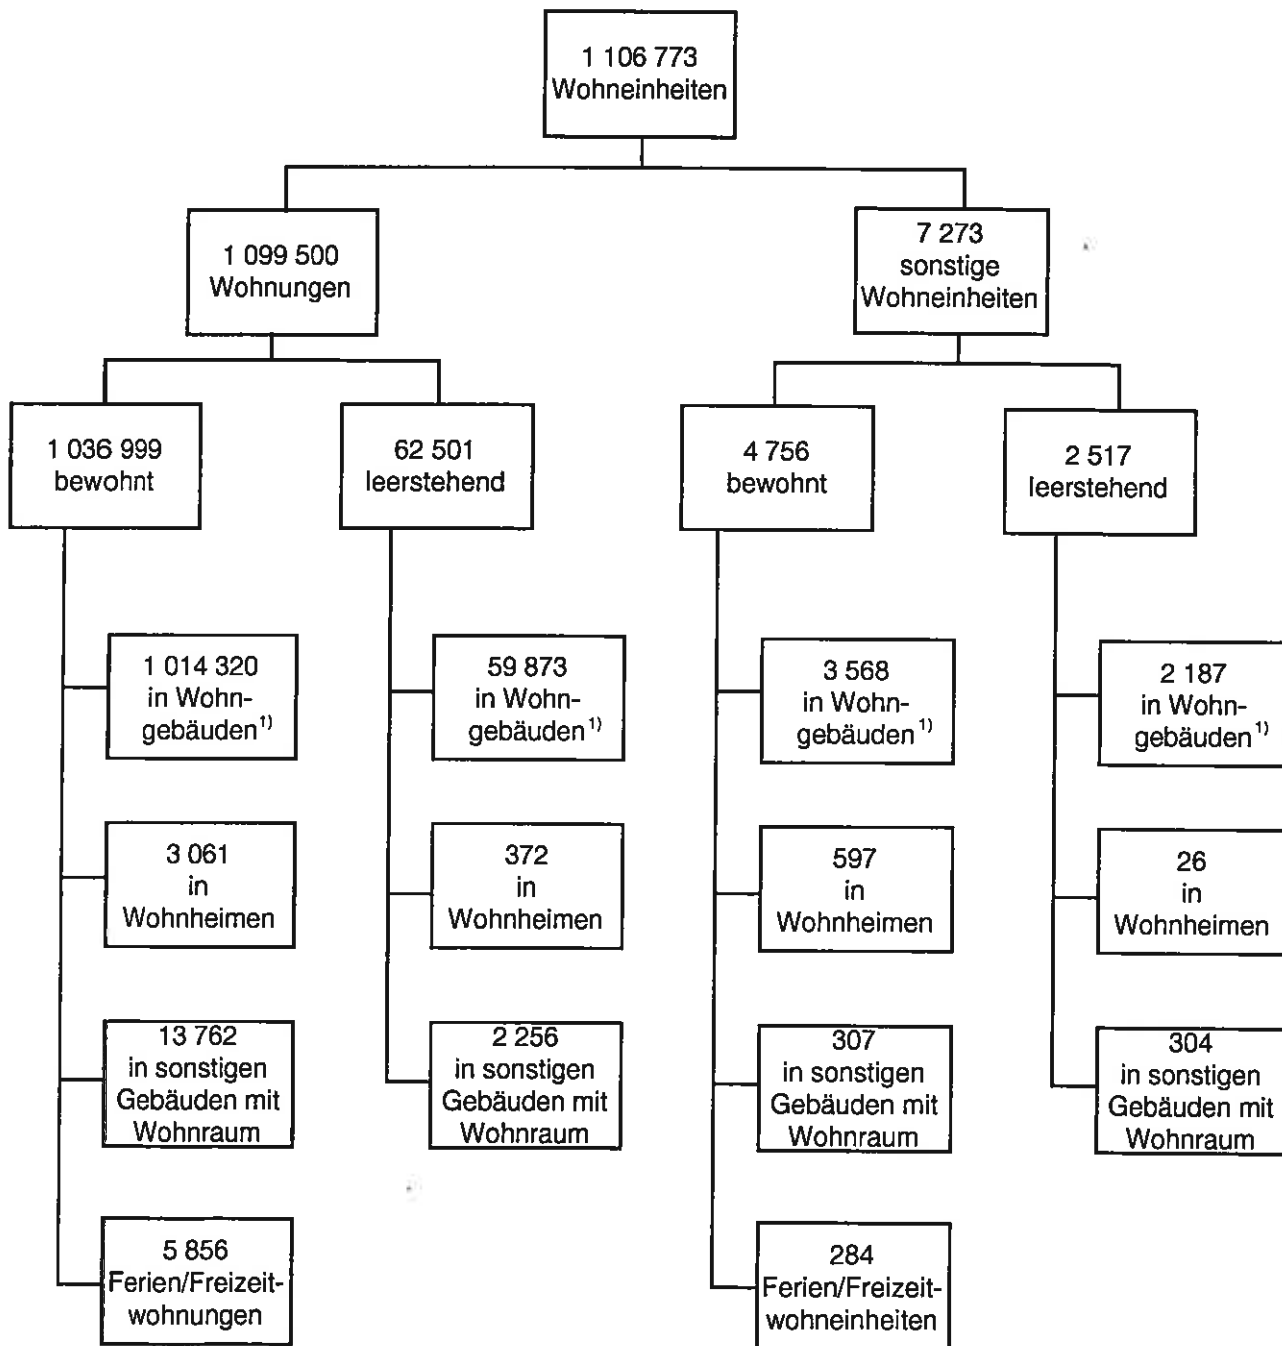 1 106 773
Wohneinheiten
1 099 500
Wohnungen
7 273
sonstige
Wohneinheiten
1 036 999
bewohnt
62 501
leerstehend
4 756
bewohnt
2 517
leerstehend
1 014 320
in Wohn-
gebäuden1)
59 873
in Wohn-
gebäuden1)
3 568
in Wohn-
gebäuden1)
2 187
in Wohn-
gebäuden1)
3 061
in
Wohnheimen
372
in
Wohnheimen
597
in
Wohnheimen
26
in
Wohnheimen
13 762
in sonstigen
Gebäuden mit
Wohnraum
2 256
in sonstigen
Gebäuden mit
Wohnraum
307
in sonstigen
Gebäuden mit
Wohnraum
304
in sonstigen
Gebäuden mit
Wohnraum
5 856
Ferien/Freizeit-
wohnungen
284
Ferien/Freizeit-
wohneinheiten